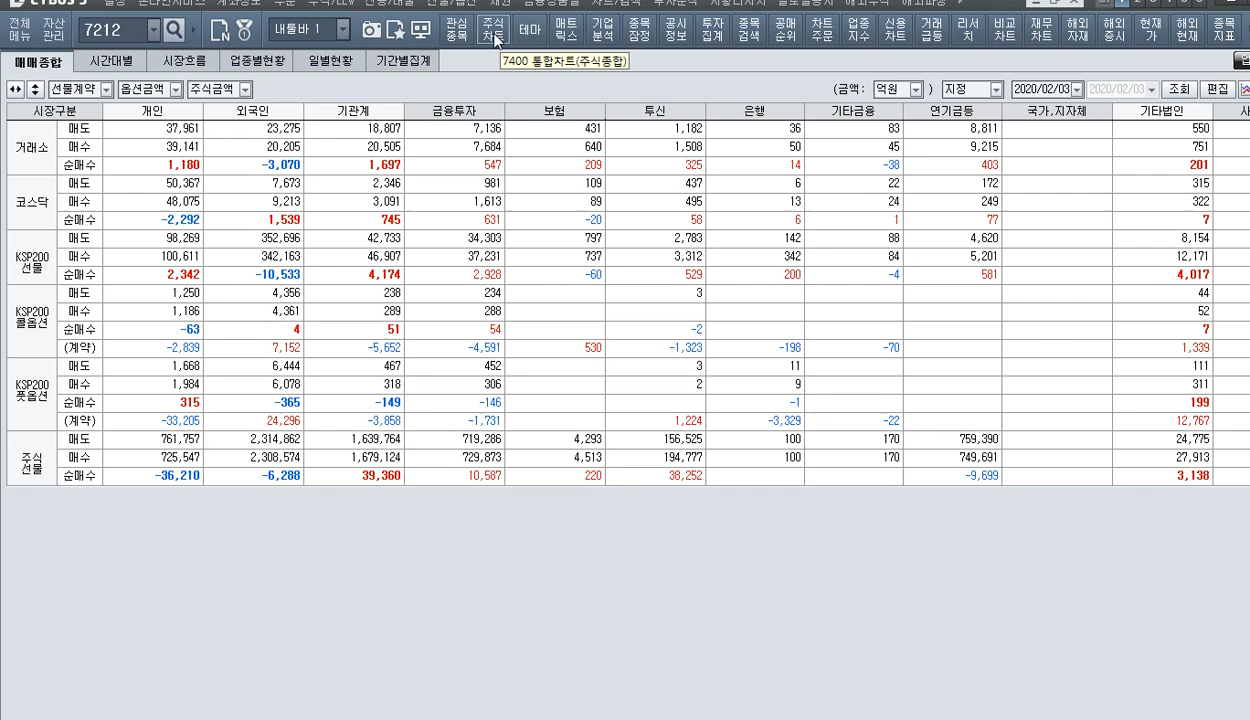 전체 메뉴 자산 관리 7212 내툴바 1 관심 종목 주식 차트 테마 매트 릭스 기업 분석 종목 잠정 공시 정보 투자 집계 종목 검색 공매 순위 차트 주문 업종 지수 신용 차트 거래 급등 리서 치 비교 차트 재무 차트 해외 자재 해외 증시 현재 가 해외 현재 종목 지표
매매종합 시간대별 시장흐름 업종별현황 일별현황 기간별집계 7400 통합차트(주식종합)
선물계약 옵션금액 주식금액 (금액: 억원 ) 지정 2020/02/03 2020/02/03 조회 편집
시장구분 개인 외국인 기관계 금융투자 보험 투신 은행 기타금융 연기금등 국가,지자체 기타법인
거래소
매도 37,961 23,275 18,807 7,136 431 1,182 36 83 8,811 550
매수 39,141 20,205 20,505 7,684 640 1,508 50 45 9,215 751
순매수 1,180 -3,070 1,697 547 209 325 14 -38 403 201
코스닥
매도 50,367 7,673 2,346 981 109 437 6 22 172 315
매수 48,075 9,213 3,091 1,613 89 495 13 24 249 322
순매수 -2,292 1,539 745 631 -20 58 6 1 77 7
KSP200 선물
매도 98,269 352,696 42,733 34,303 797 2,783 142 88 4,620 8,154
매수 100,611 342,163 46,907 37,231 737 3,312 342 84 5,201 12,171
순매수 2,342 -10,533 4,174 2,928 -60 529 200 -4 581 4,017
KSP200 콜옵션
매도 1,250 4,356 238 234 3 44
매수 1,186 4,361 289 288 52
순매수 -63 4 51 54 -2 7
(계약) -2,839 7,152 -5,652 -4,591 530 -1,323 -198 -70 1,339
KSP200 풋옵션
매도 1,668 6,444 467 452 3 11 111
매수 1,984 6,078 318 306 2 9 311
순매수 315 -365 -149 -146 -1 199
(계약) -33,205 24,296 -3,858 -1,731 1,224 -3,329 -22 12,767
주식 선물
매도 761,757 2,314,862 1,639,764 719,286 4,293 156,525 100 170 759,390 24,775
매수 725,547 2,308,574 1,679,124 729,873 4,513 194,777 100 170 749,691 27,913
순매수 -36,210 -6,288 39,360 10,587 220 38,252 -9,699 3,138